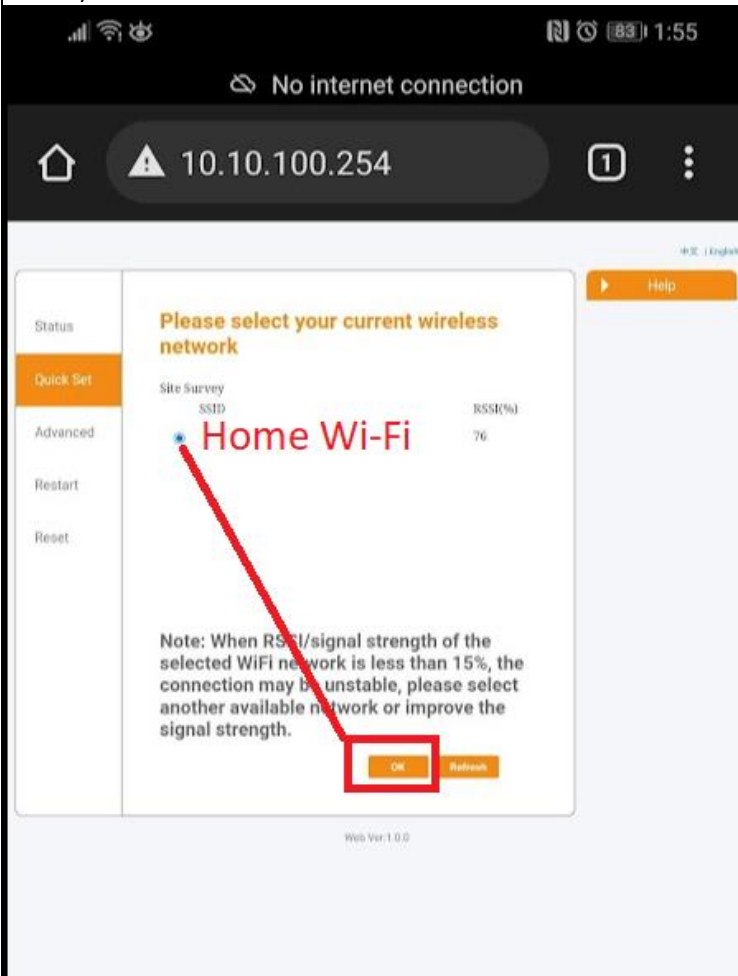 83 1:55
No internet connection
10.10.100.254
1
中文 | English
Help
Status
Quick Set
Advanced
Restart
Reset
Please select your current wireless
network
Site Survey
SSID RSSI(%)
Home Wi-Fi 76
Note: When RSSI/signal strength of the
selected WiFi network is less than 15%, the
connection may be unstable, please select
another available network or improve the
signal strength.
OK Refresh
Web Ver:1.0.0